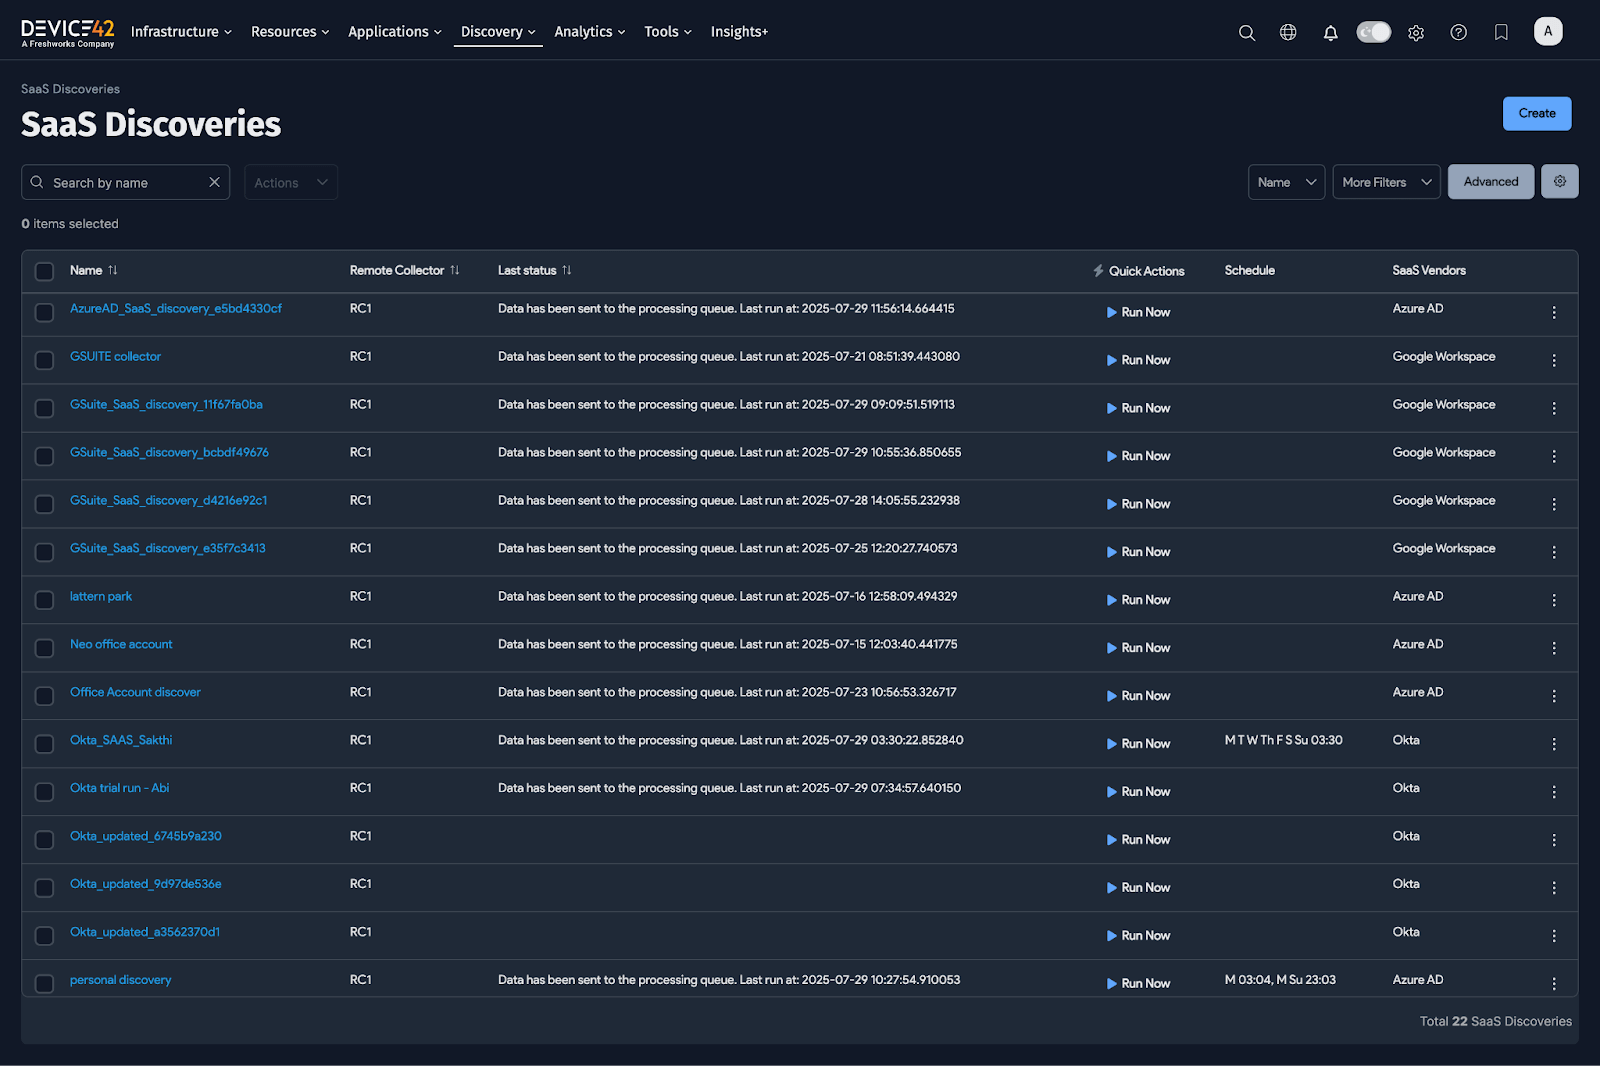 DEVICE42
A Freshworks Company
Infrastructure
Resources
Applications
Discovery
Analytics
Tools
Insights+
A
SaaS Discoveries
SaaS Discoveries
Create
Search by name
Actions
Name
More Filters
Advanced
0 items selected
Name Remote Collector Last status Quick Actions Schedule SaaS Vendors
AzureAD_SaaS_discovery_e5bd4330cf RC1 Data has been sent to the processing queue. Last run at: 2025-07-29 11:56:14.664415 Run Now Azure AD
GSUITE collector RC1 Data has been sent to the processing queue. Last run at: 2025-07-21 08:51:39.443080 Run Now Google Workspace
GSuite_SaaS_discovery_11f67fa0ba RC1 Data has been sent to the processing queue. Last run at: 2025-07-29 09:09:51.519113 Run Now Google Workspace
GSuite_SaaS_discovery_bcbdf49676 RC1 Data has been sent to the processing queue. Last run at: 2025-07-29 10:55:36.850655 Run Now Google Workspace
GSuite_SaaS_discovery_d4216e92c1 RC1 Data has been sent to the processing queue. Last run at: 2025-07-28 14:05:55.232938 Run Now Google Workspace
GSuite_SaaS_discovery_e35f7c3413 RC1 Data has been sent to the processing queue. Last run at: 2025-07-25 12:20:27.740573 Run Now Google Workspace
lattern park RC1 Data has been sent to the processing queue. Last run at: 2025-07-16 12:58:09.494329 Run Now Azure AD
Neo office account RC1 Data has been sent to the processing queue. Last run at: 2025-07-15 12:03:40.441775 Run Now Azure AD
Office Account discover RC1 Data has been sent to the processing queue. Last run at: 2025-07-23 10:56:53.326717 Run Now Azure AD
Okta_SAAS_Sakthi RC1 Data has been sent to the processing queue. Last run at: 2025-07-29 03:30:22.852840 Run Now M T W Th F S Su 03:30 Okta
Okta trial run - Abi RC1 Data has been sent to the processing queue. Last run at: 2025-07-29 07:34:57.640150 Run Now Okta
Okta_updated_6745b9a230 RC1 Run Now Okta
Okta_updated_9d97de536e RC1 Run Now Okta
Okta_updated_a3562370d1 RC1 Run Now Okta
personal discovery RC1 Data has been sent to the processing queue. Last run at: 2025-07-29 10:27:54.910053 Run Now M 03:04, M Su 23:03 Azure AD
Total 22 SaaS Discoveries